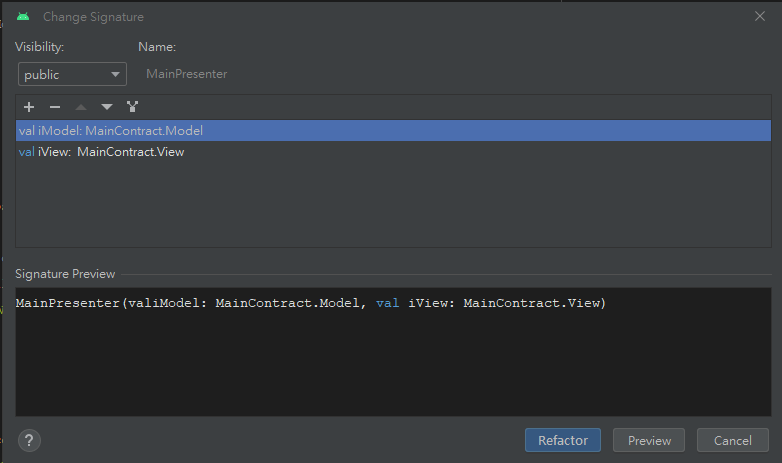 Change Signature
Visibility: Name:
public MainPresenter
val iModel: MainContract.Model
val iView: MainContract.View
Signature Preview
MainPresenter(valiModel: MainContract.Model, val iView: MainContract.View)
? Refactor Preview Cancel